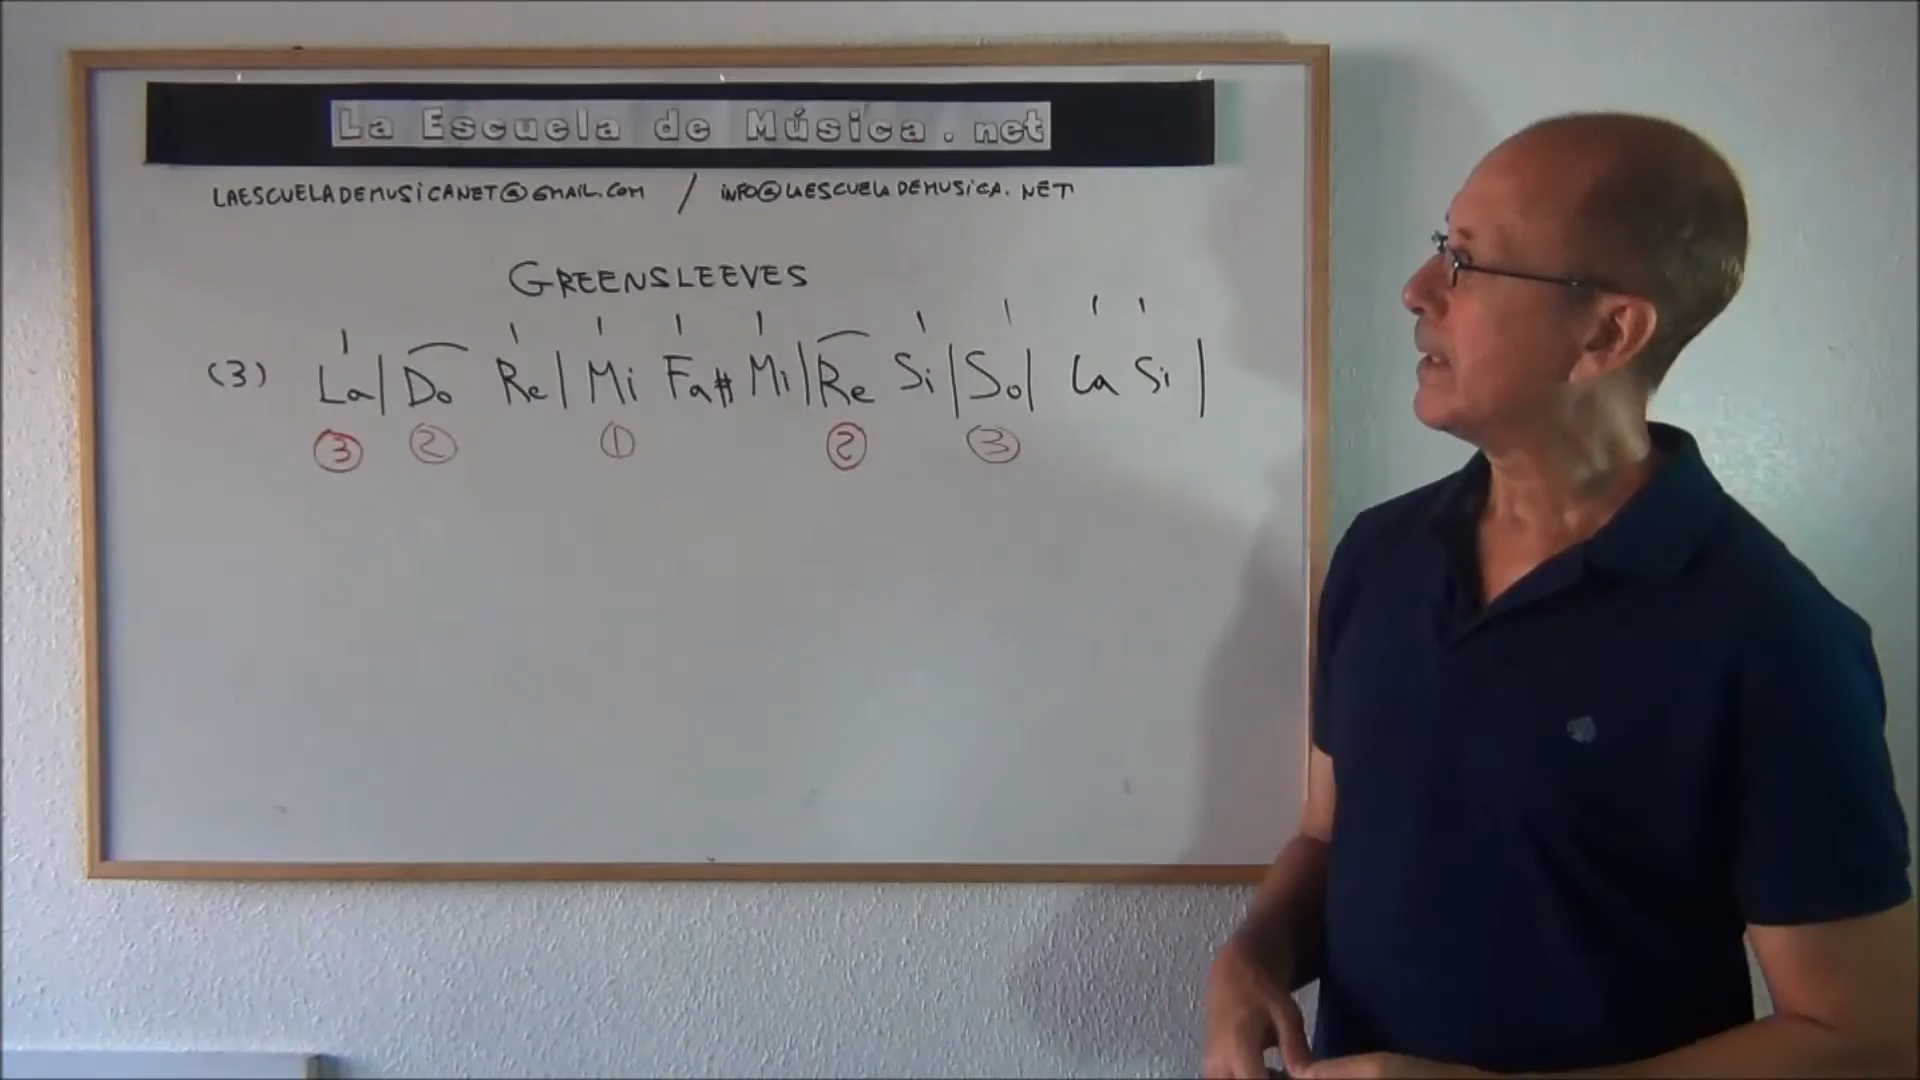 La Escuela de Música.net
LAESCUELADEMUSICANET@GMAIL.COM / INFO@LAESCUELADEMUSICA.NET
GREENSLEEVES
(3) La | Do Re | Mi Fa# Mi | Re Si | Sol La Si |
3 2 1 2 3